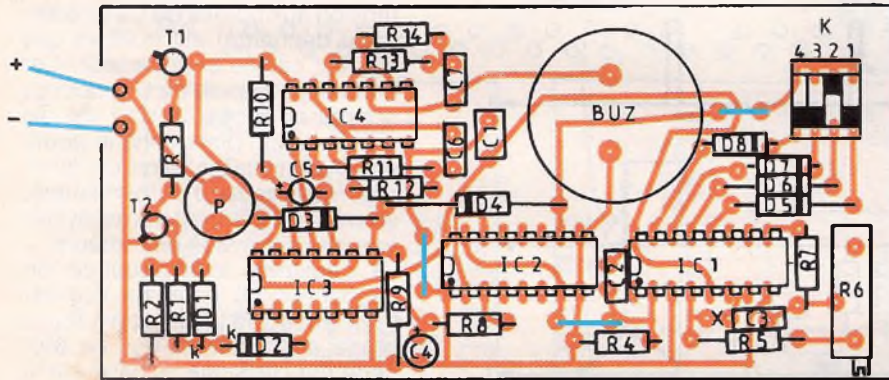 +
-
T1
R14
R13
C7
K
4 3 2 1
R10
IC4
BUZ
R3
C6
C1
D8
R11
D7
C5
R12
D6
T2
P
D3
D4
D5
IC3
IC2
IC1
R7
R2
R1
D1
R9
C2
R6
R8
X
C3
k
k
D2
C4
R4
R5